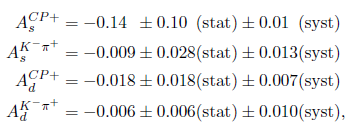 A_s^{CP+} = −0.14 ± 0.10 (stat) ± 0.01 (syst)
A_s^{K^-π^+} = −0.009 ± 0.028(stat) ± 0.013(syst)
A_d^{CP+} = −0.018 ± 0.018(stat) ± 0.007(syst)
A_d^{K^-π^+} = −0.006 ± 0.006(stat) ± 0.010(syst),